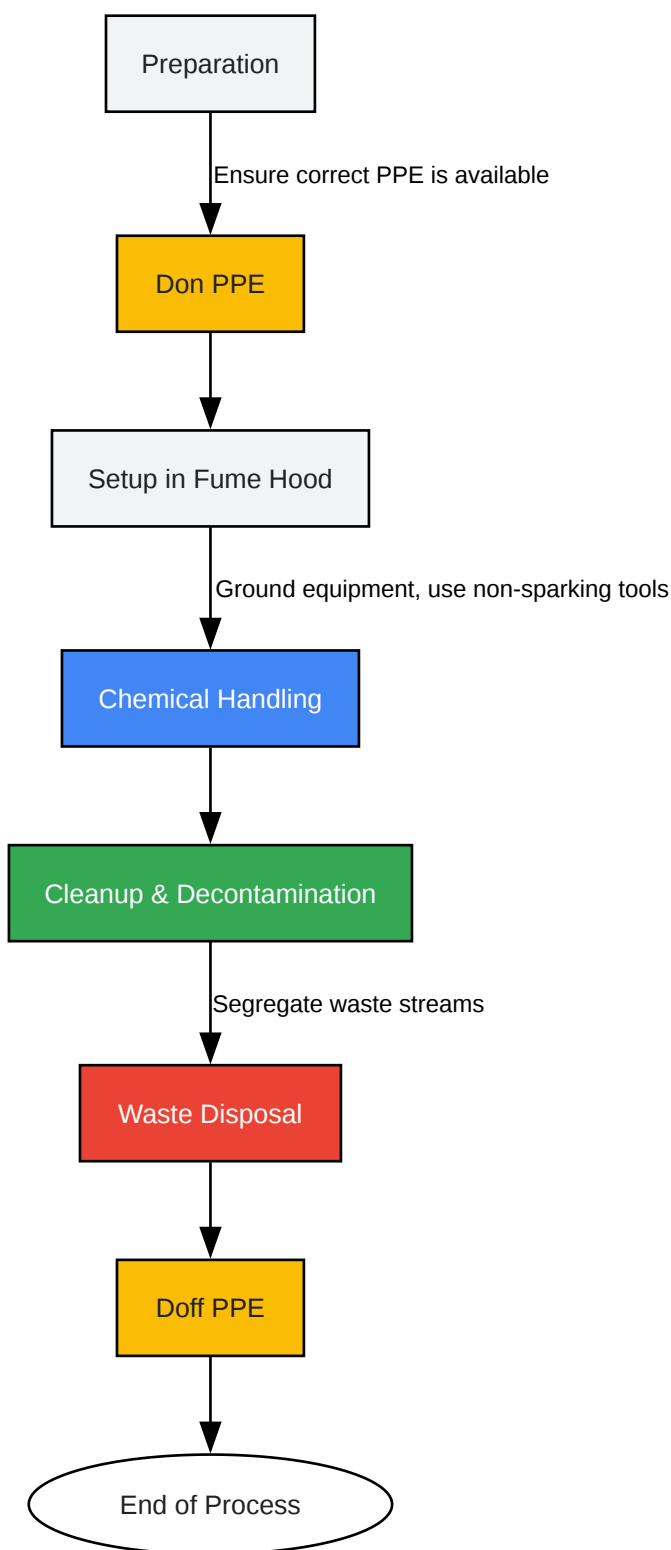 Preparation
Ensure correct PPE is available
Don PPE
Setup in Fume Hood
Ground equipment, use non-sparking tools
Chemical Handling
Cleanup & Decontamination
Segregate waste streams
Waste Disposal
Doff PPE
End of Process